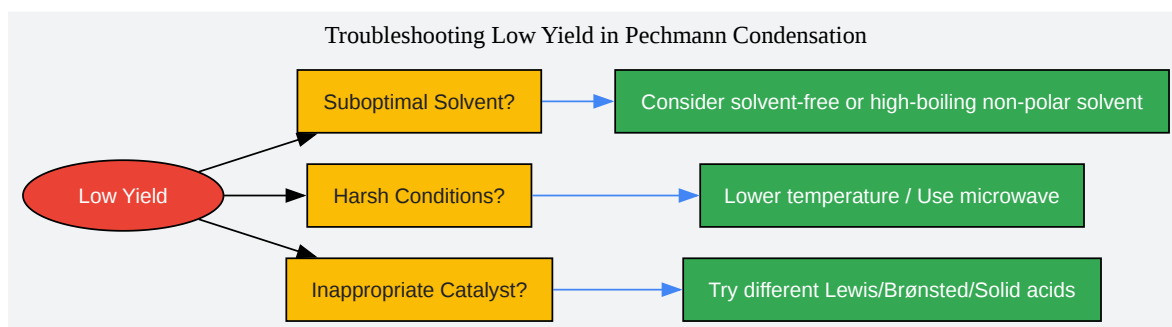 Troubleshooting Low Yield in Pechmann Condensation
Suboptimal Solvent?
Consider solvent-free or high-boiling non-polar solvent
Low Yield
Harsh Conditions?
Lower temperature / Use microwave
Inappropriate Catalyst?
Try different Lewis/Brønsted/Solid acids